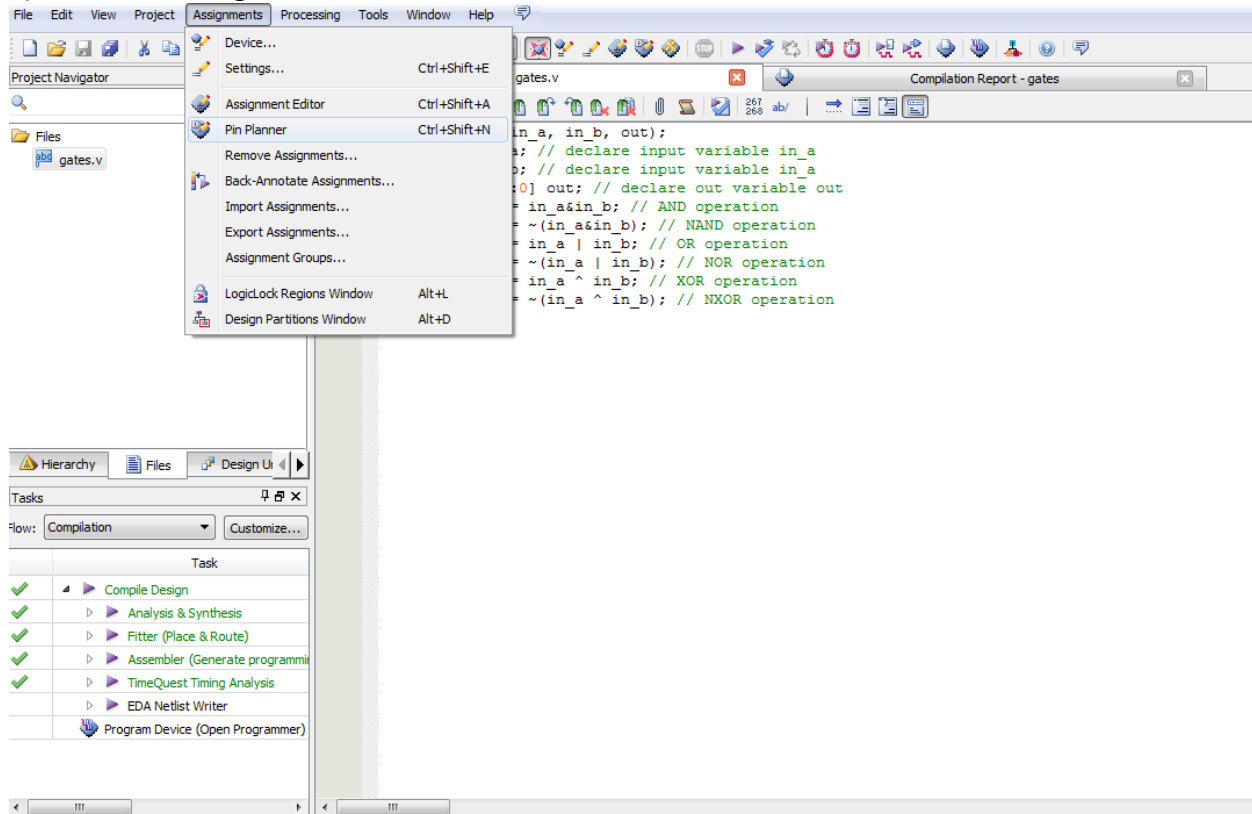 File Edit View Project Assignments Processing Tools Window Help
Device...
Settings... Ctrl+Shift+E
Assignment Editor Ctrl+Shift+A
Pin Planner Ctrl+Shift+N
Remove Assignments...
Back-Annotate Assignments...
Import Assignments...
Export Assignments...
Assignment Groups...
LogicLock Regions Window Alt+L
Design Partitions Window Alt+D
STOP
Project Navigator
Files
abd gates.v
gates.v
Compilation Report - gates
267 268 ab/
in_a, in_b, out);
; // declare input variable in_a
; // declare input variable in_a
:0] out; // declare out variable out
= in_a&in_b; // AND operation
= ~(in_a&in_b); // NAND operation
= in_a | in_b; // OR operation
= ~(in_a | in_b); // NOR operation
= in_a ^ in_b; // XOR operation
= ~(in_a ^ in_b); // NXOR operation
Hierarchy Files Design U
Tasks
Flow: Compilation Customize...
Task
Compile Design
Analysis & Synthesis
Fitter (Place & Route)
Assembler (Generate programmi
TimeQuest Timing Analysis
EDA Netlist Writer
Program Device (Open Programmer)